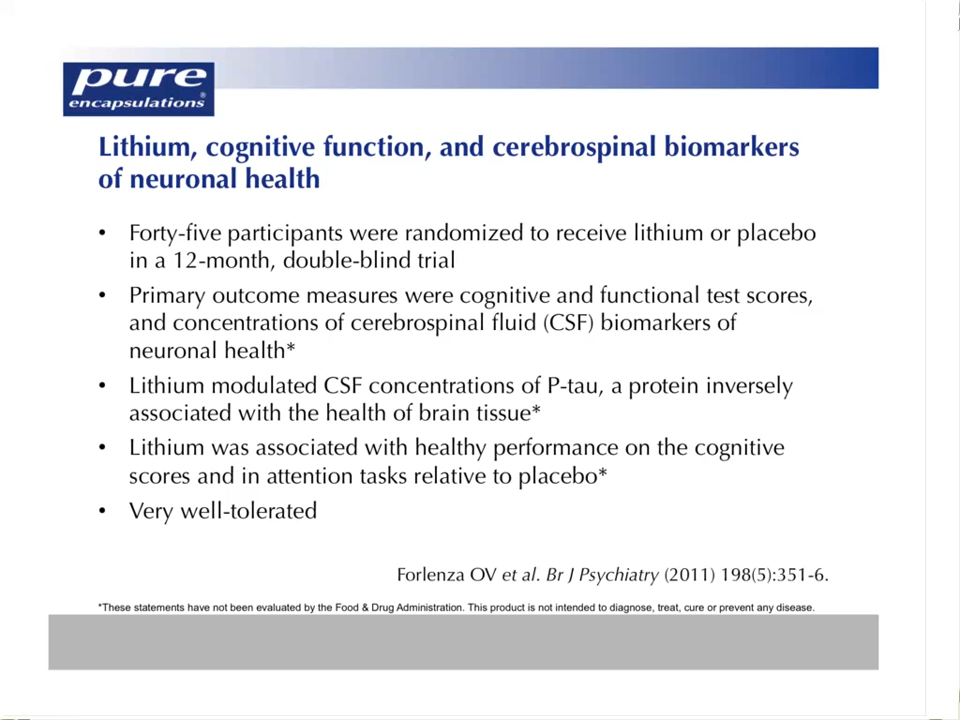 pure
encapsulations®
Lithium, cognitive function, and cerebrospinal biomarkers
of neuronal health
• Forty-five participants were randomized to receive lithium or placebo
in a 12-month, double-blind trial
• Primary outcome measures were cognitive and functional test scores,
and concentrations of cerebrospinal fluid (CSF) biomarkers of
neuronal health*
• Lithium modulated CSF concentrations of P-tau, a protein inversely
associated with the health of brain tissue*
• Lithium was associated with healthy performance on the cognitive
scores and in attention tasks relative to placebo*
• Very well-tolerated
Forlenza OV et al. Br J Psychiatry (2011) 198(5):351-6.
*These statements have not been evaluated by the Food & Drug Administration. This product is not intended to diagnose, treat, cure or prevent any disease.